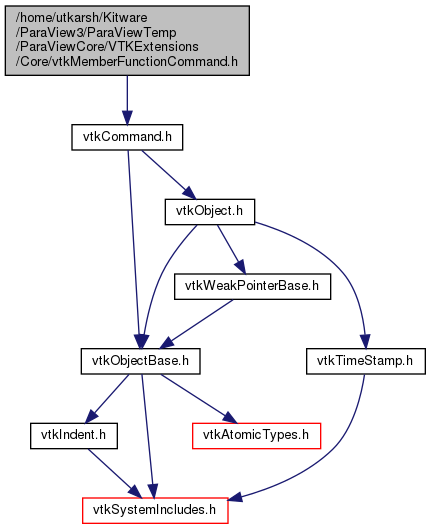 /home/utkarsh/Kitware
/ParaView3/ParaViewTemp
/ParaViewCore/VTKExtensions
/Core/vtkMemberFunctionCommand.h
vtkCommand.h
vtkObject.h
vtkWeakPointerBase.h
vtkObjectBase.h
vtkTimeStamp.h
vtkIndent.h
vtkAtomicTypes.h
vtkSystemIncludes.h